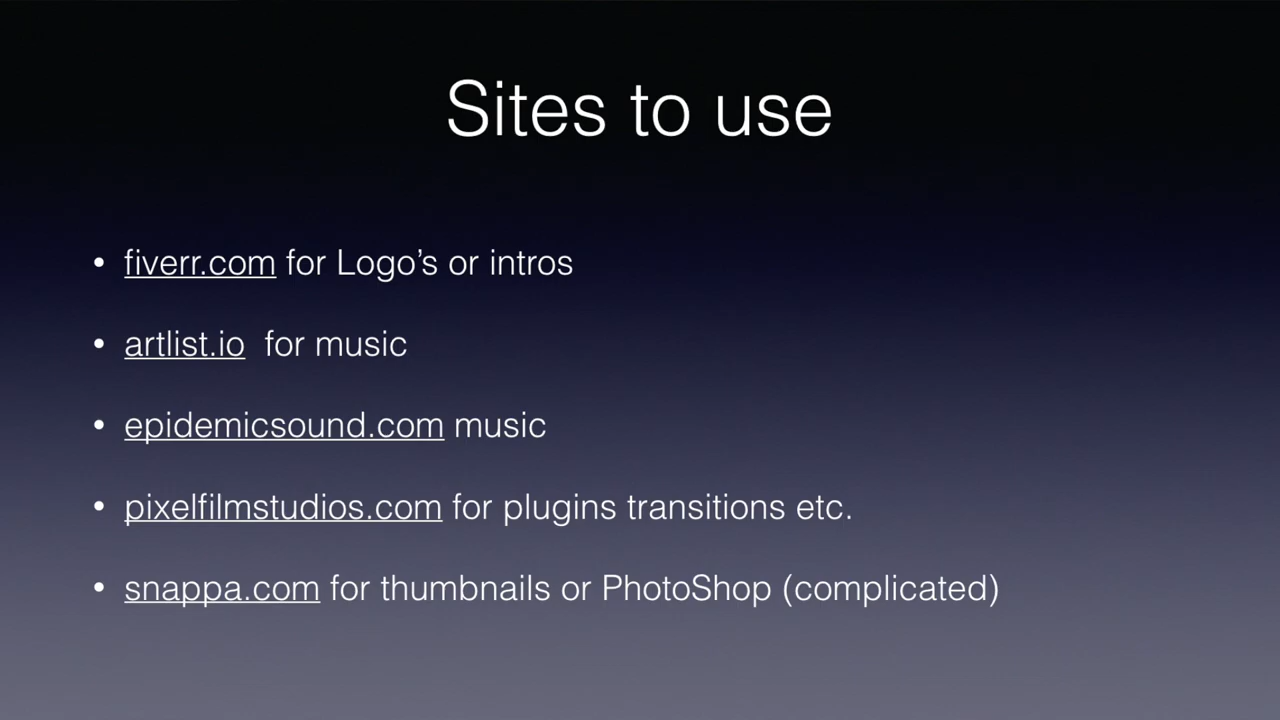 Sites to use
• fiverr.com for Logo’s or intros
• artlist.io  for music
• epidemicsound.com music
• pixelfilmstudios.com for plugins transitions etc.
• snappa.com for thumbnails or PhotoShop (complicated)